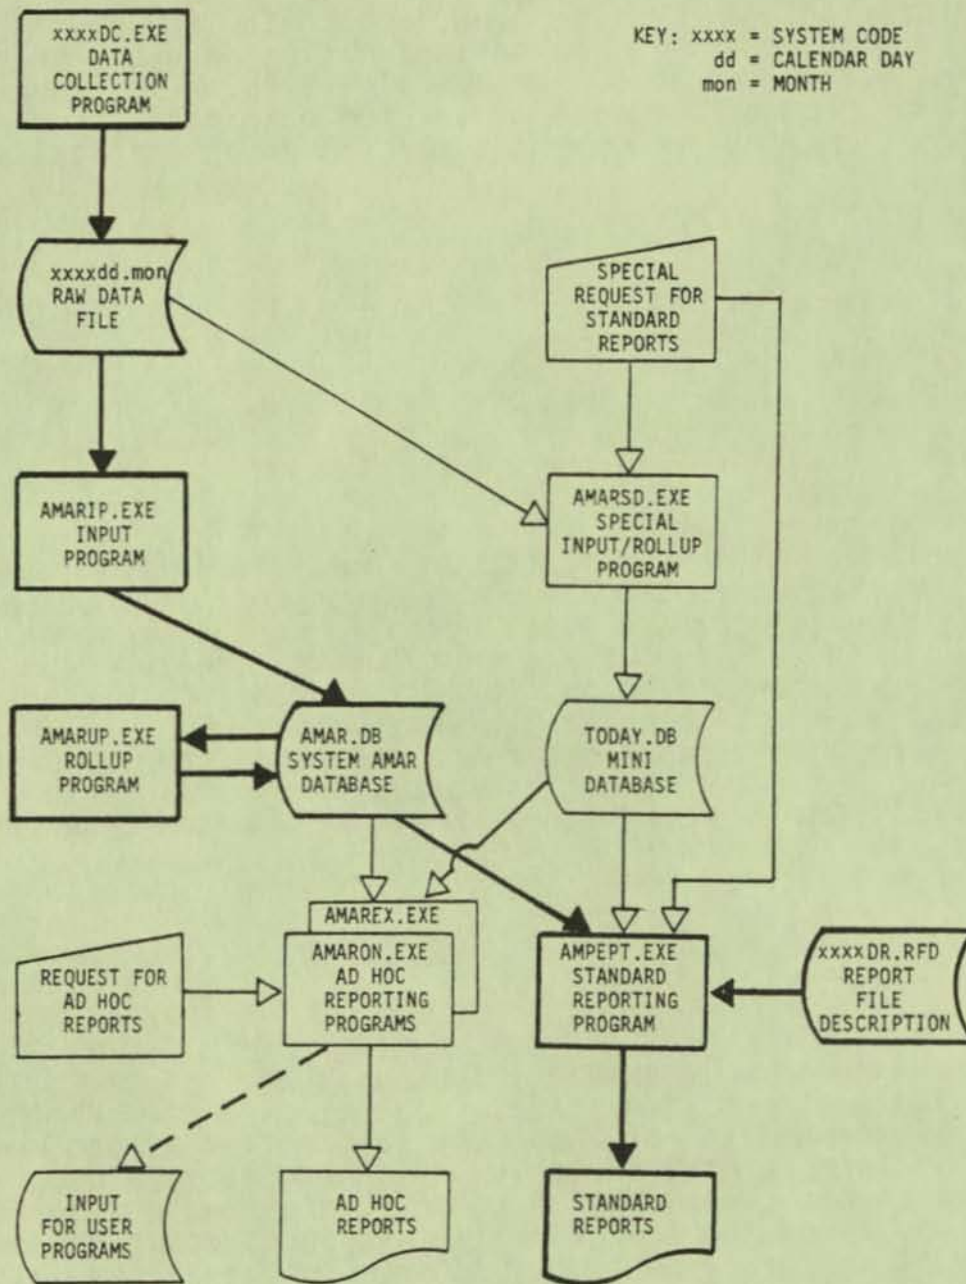 xxxxDC.EXE
DATA
COLLECTION
PROGRAM
KEY: xxxx = SYSTEM CODE
dd = CALENDAR DAY
mon = MONTH
xxxxdd.mon
RAW DATA
FILE
SPECIAL
REQUEST FOR
STANDARD
REPORTS
AMARIP.EXE
INPUT
PROGRAM
AMARSD.EXE
SPECIAL
INPUT/ROLLUP
PROGRAM
AMARUP.EXE
ROLLUP
PROGRAM
AMAR.DB
SYSTEM AMAR
DATABASE
TODAY.DB
MINI
DATABASE
AMAREX.EXE
REQUEST FOR
AD HOC
REPORTS
AMARON.EXE
AD HOC
REPORTING
PROGRAMS
AMPEPT.EXE
STANDARD
REPORTING
PROGRAM
xxxxDR.RFD
REPORT
FILE
DESCRIPTION
INPUT
FOR USER
PROGRAMS
AD HOC
REPORTS
STANDARD
REPORTS